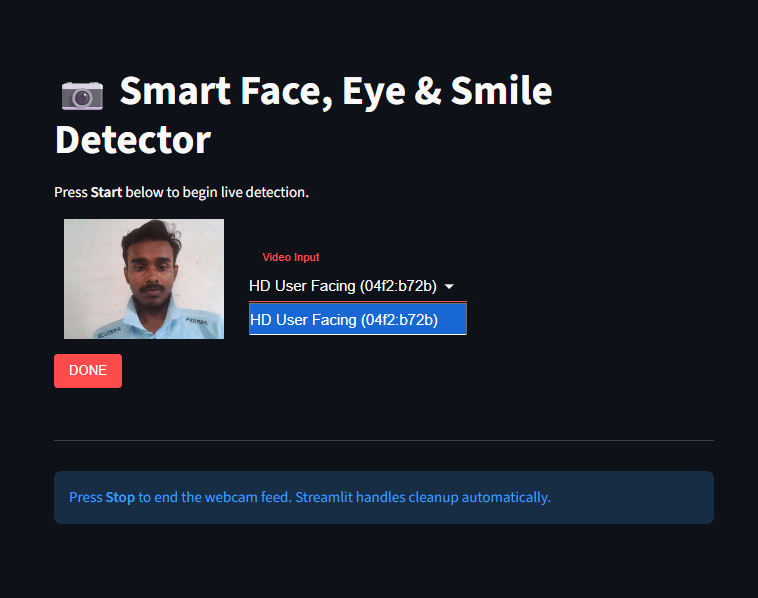 Smart Face, Eye & Smile
Detector
Press Start below to begin live detection.
Video Input
HD User Facing (04f2:b72b)
HD User Facing (04f2:b72b)
DONE
Press Stop to end the webcam feed. Streamlit handles cleanup automatically.